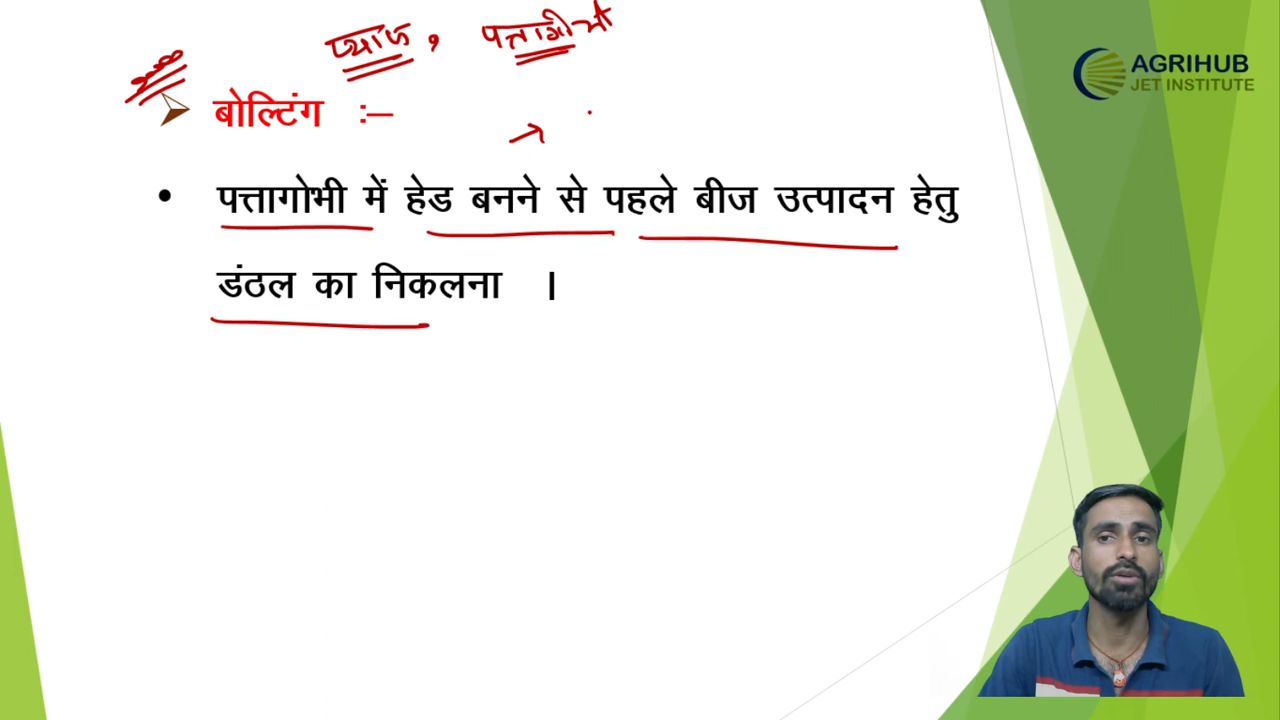 प्याज, पत्तागोभी
AGRIHUB
JET INSTITUTE
बोल्टिंग :–
• पत्तागोभी में हेड बनने से पहले बीज उत्पादन हेतु
डंठल का निकलना ।